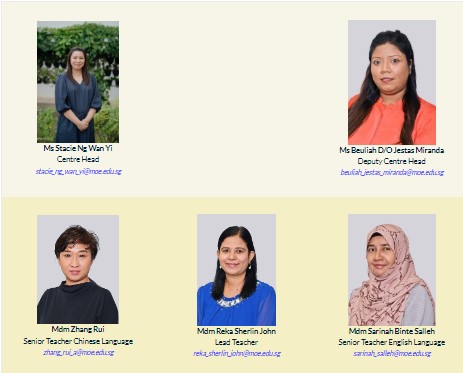 Ms Stacie Ng Wan Yi
Centre Head
stacie_ng_wan_yi@moe.edu.sg
Ms Beuliah D/O Jestas Miranda
Deputy Centre Head
beuliah_jestas_miranda@moe.edu.sg
Mdm Zhang Rui
Senior Teacher Chinese Language
zhang_rui_a@moe.edu.sg
Mdm Reka Sherlin John
Lead Teacher
reka_sherlin_john@moe.edu.sg
Mdm Sarinah Binte Salleh
Senior Teacher English Language
sarinah_salleh@moe.edu.sg